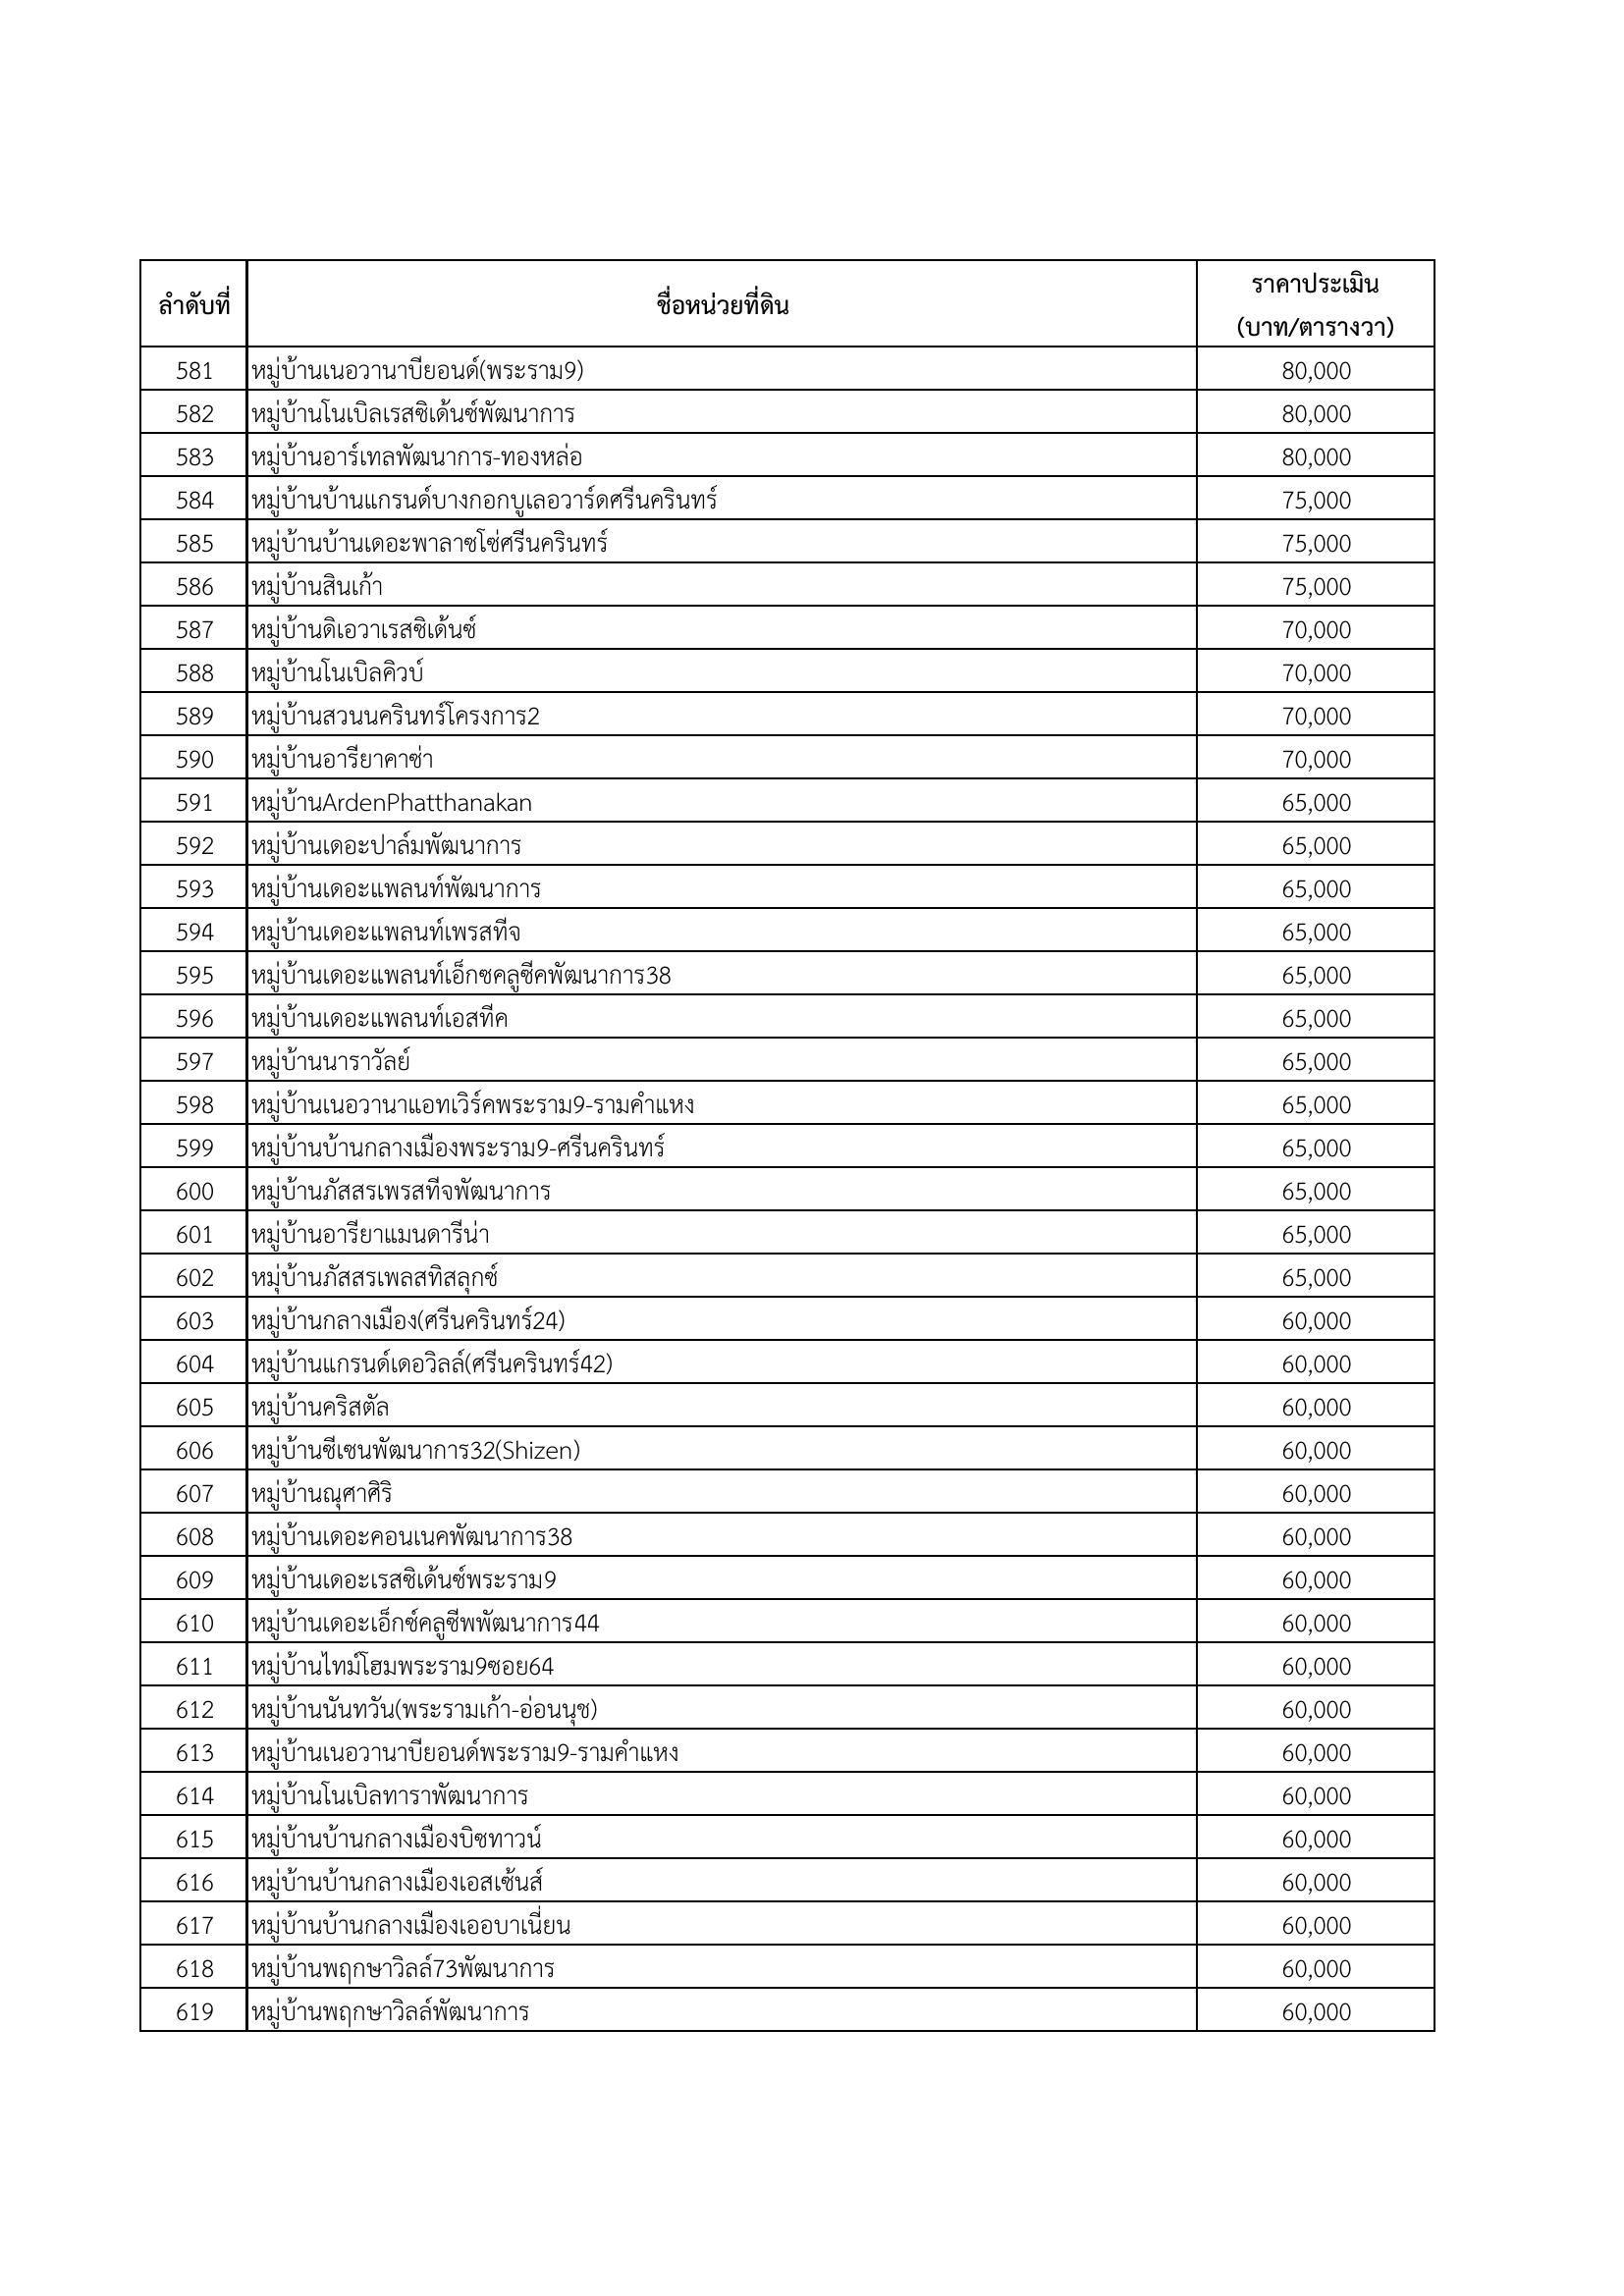 ลำดับที่ ชื่อหน่วยที่ดิน ราคาประเมิน
(บาท/ตารางวา)
581 หมู่บ้านเนอวานาบียอนด์(พระราม9) 80,000
582 หมู่บ้านโนเบิลเรสซิเด้นซ์พัฒนาการ 80,000
583 หมู่บ้านอาร์เทลพัฒนาการ-ทองหล่อ 80,000
584 หมู่บ้านบ้านแกรนด์บางกอกบูเลอวาร์ดศรีนครินทร์ 75,000
585 หมู่บ้านบ้านเดอะพาลาซโซ่ศรีนครินทร์ 75,000
586 หมู่บ้านสินเก้า 75,000
587 หมู่บ้านดิเอวาเรสซิเด้นซ์ 70,000
588 หมู่บ้านโนเบิลคิวบ์ 70,000
589 หมู่บ้านสวนนครินทร์โครงการ2 70,000
590 หมู่บ้านอารียาคาซ่า 70,000
591 หมู่บ้านArdenPhatthanakan 65,000
592 หมู่บ้านเดอะปาล์มพัฒนาการ 65,000
593 หมู่บ้านเดอะแพลนท์พัฒนาการ 65,000
594 หมู่บ้านเดอะแพลนท์เพรสทีจ 65,000
595 หมู่บ้านเดอะแพลนท์เอ็กซคลูซีคพัฒนาการ38 65,000
596 หมู่บ้านเดอะแพลนท์เอสทีค 65,000
597 หมู่บ้านนาราวัลย์ 65,000
598 หมู่บ้านเนอวานาแอทเวิร์คพระราม9-รามคำแหง 65,000
599 หมู่บ้านบ้านกลางเมืองพระราม9-ศรีนครินทร์ 65,000
600 หมู่บ้านภัสสรเพรสทีจพัฒนาการ 65,000
601 หมู่บ้านอารียาแมนดารีน่า 65,000
602 หมุ่บ้านภัสสรเพลสทิสลุกซ์ 65,000
603 หมู่บ้านกลางเมือง(ศรีนครินทร์24) 60,000
604 หมู่บ้านแกรนด์เดอวิลล์(ศรีนครินทร์42) 60,000
605 หมู่บ้านคริสตัล 60,000
606 หมู่บ้านซีเซนพัฒนาการ32(Shizen) 60,000
607 หมู่บ้านณุศาศิริ 60,000
608 หมู่บ้านเดอะคอนเนคพัฒนาการ38 60,000
609 หมู่บ้านเดอะเรสซิเด้นซ์พระราม9 60,000
610 หมู่บ้านเดอะเอ็กซ์คลูซีพพัฒนาการ44 60,000
611 หมู่บ้านไทม์โฮมพระราม9ซอย64 60,000
612 หมู่บ้านนันทวัน(พระรามเก้า-อ่อนนุช) 60,000
613 หมู่บ้านเนอวานาบียอนด์พระราม9-รามคำแหง 60,000
614 หมู่บ้านโนเบิลทาราพัฒนาการ 60,000
615 หมู่บ้านบ้านกลางเมืองบิซทาวน์ 60,000
616 หมู่บ้านบ้านกลางเมืองเอสเซ้นส์ 60,000
617 หมู่บ้านบ้านกลางเมืองเออบาเนี่ยน 60,000
618 หมู่บ้านพฤกษาวิลล์73พัฒนาการ 60,000
619 หมู่บ้านพฤกษาวิลล์พัฒนาการ 60,000